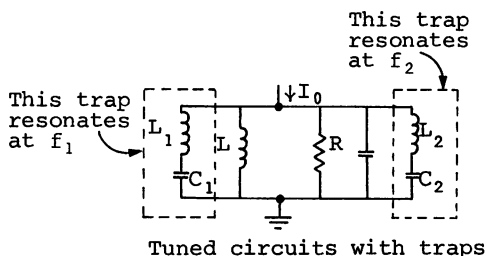 This trap
resonates
at f₂
↓I₀
This trap
resonates
at f₁
L₁
L
R
L₂
C₁
C₂
Tuned circuits with traps